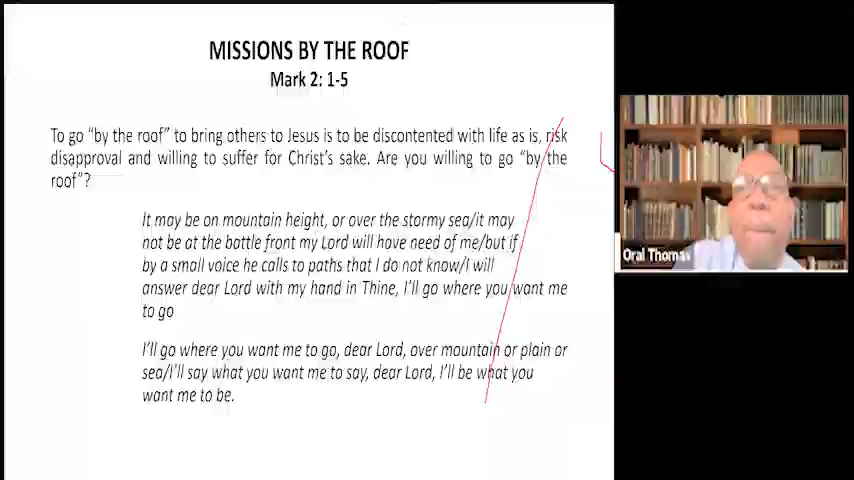 MISSIONS BY THE ROOF
Mark 2: 1-5
To go “by the roof” to bring others to Jesus is to be discontented with life as is, risk
disapproval and willing to suffer for Christ’s sake. Are you willing to go “by the
roof”?
It may be on mountain height, or over the stormy sea/it may
not be at the battle front my Lord will have need of me/but if
by a small voice he calls to paths that I do not know/I will
answer dear Lord with my hand in Thine, I’ll go where you want me
to go
I’ll go where you want me to go, dear Lord, over mountain or plain or
sea/I’ll say what you want me to say, dear Lord, I’ll be what you
want me to be.
Oral Thomas